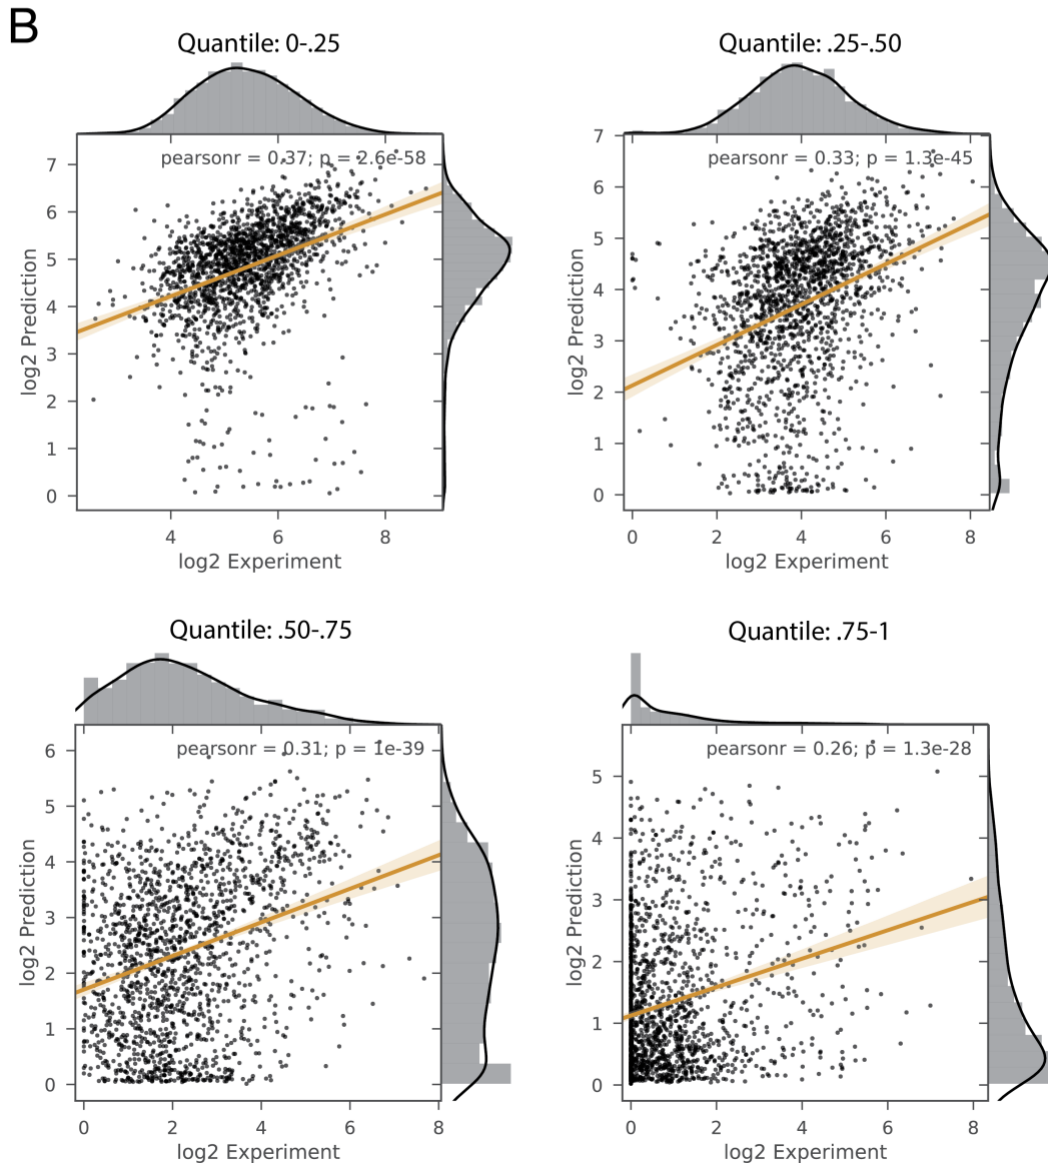 B
Quantile: 0-.25
pearsonr = 0.37; p = 2.6e-58
7
6
5
4
3
2
1
0
log2 Prediction
4 6 8
log2 Experiment
Quantile: .25-.50
pearsonr = 0.33; p = 1.3e-45
7
6
5
4
3
2
1
0
log2 Prediction
0 2 4 6 8
log2 Experiment
Quantile: .50-.75
pearsonr = 0.31; p = 1e-39
6
5
4
3
2
1
0
log2 Prediction
0 2 4 6 8
log2 Experiment
Quantile: .75-1
pearsonr = 0.26; p = 1.3e-28
5
4
3
2
1
0
log2 Prediction
0 2 4 6 8
log2 Experiment